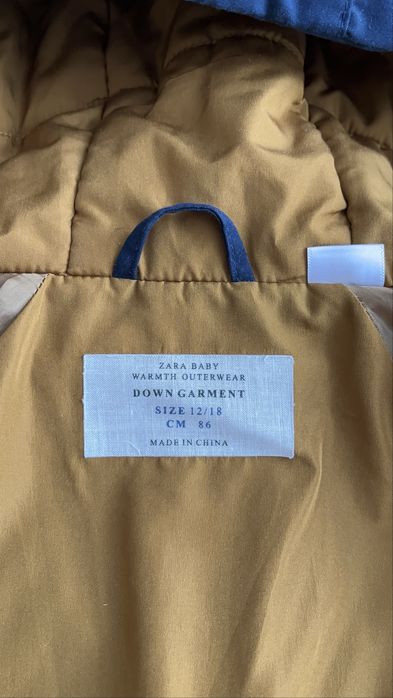 ZARA BABY
WARMTH OUTERWEAR
DOWN GARMENT
SIZE 12/18
CM 86
MADE IN CHINA